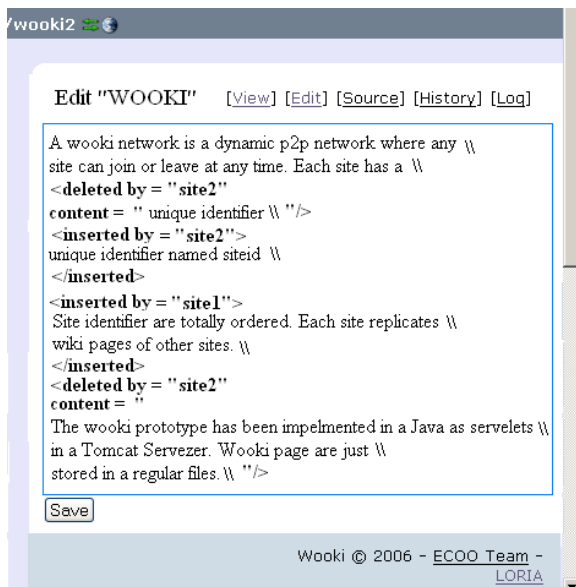 /wooki2
Edit "WOOKI" [View] [Edit] [Source] [History] [Log]
A wooki network is a dynamic p2p network where any \\
site can join or leave at any time. Each site has a \\
<deleted by = "site2"
content = " unique identifier \\ "/>
<inserted by = "site2">
unique identifier named siteid \\
</inserted>
<inserted by = "site1">
Site identifier are totally ordered. Each site replicates \\
wiki pages of other sites. \\
</inserted>
<deleted by = "site2"
content = "
The wooki prototype has been impelmented in a Java as servelets \\
in a Tomcat Servezer. Wooki page are just \\
stored in a regular files. \\ "/>
Save
Wooki © 2006 - ECOO Team -
LORIA